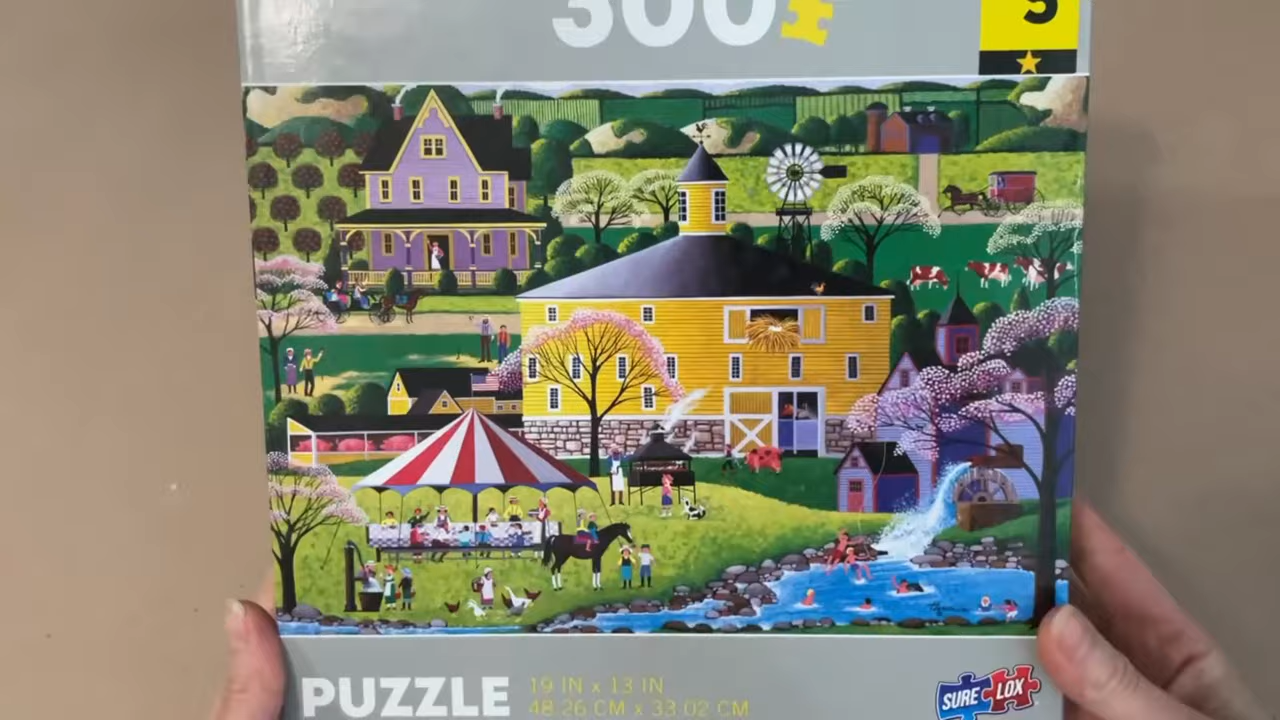 300
5
PUZZLE
19 IN x 13 IN
48.26 CM x 33.02 CM
SURE LOX